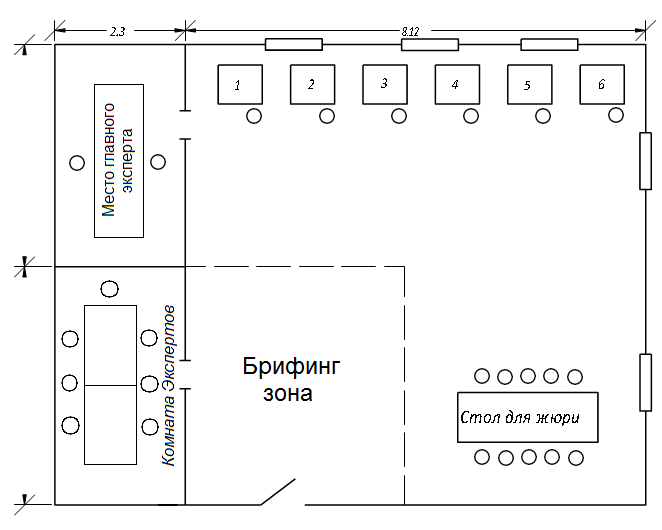 2.3
8.12
1
2
3
4
5
6
Место главного
эксперта
Комната Экспертов
Брифинг
зона
Стол для жюри